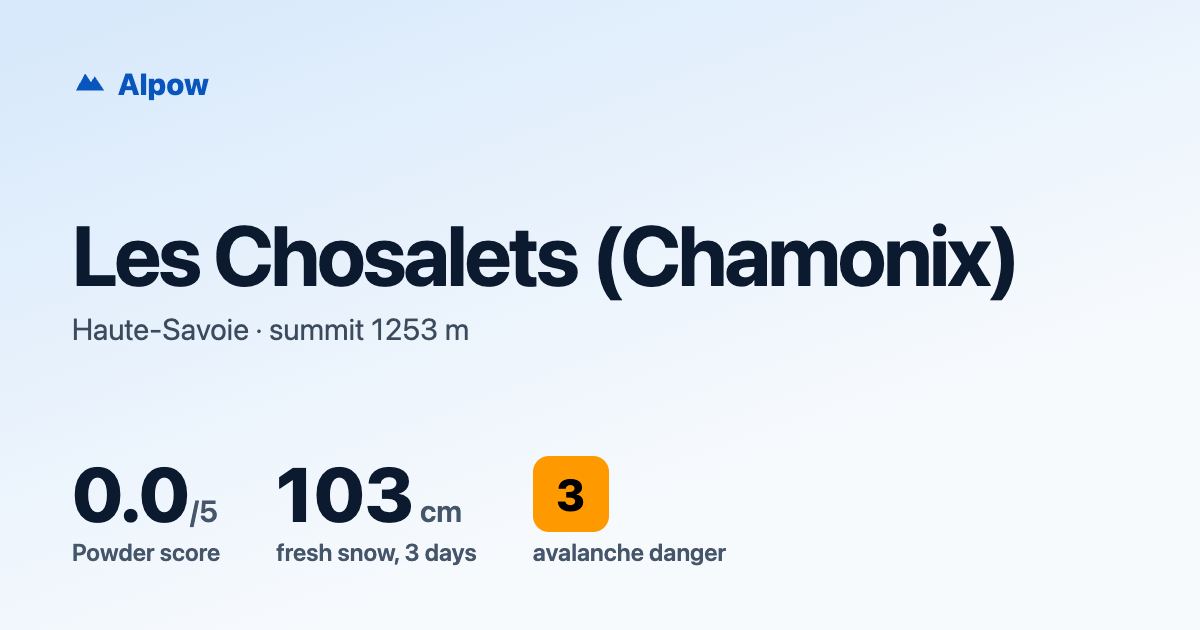 Alpow
Les Chosalets (Chamonix)
Haute-Savoie · summit 1253 m
0.0/5 103 cm 3
Powder score fresh snow, 3 days avalanche danger